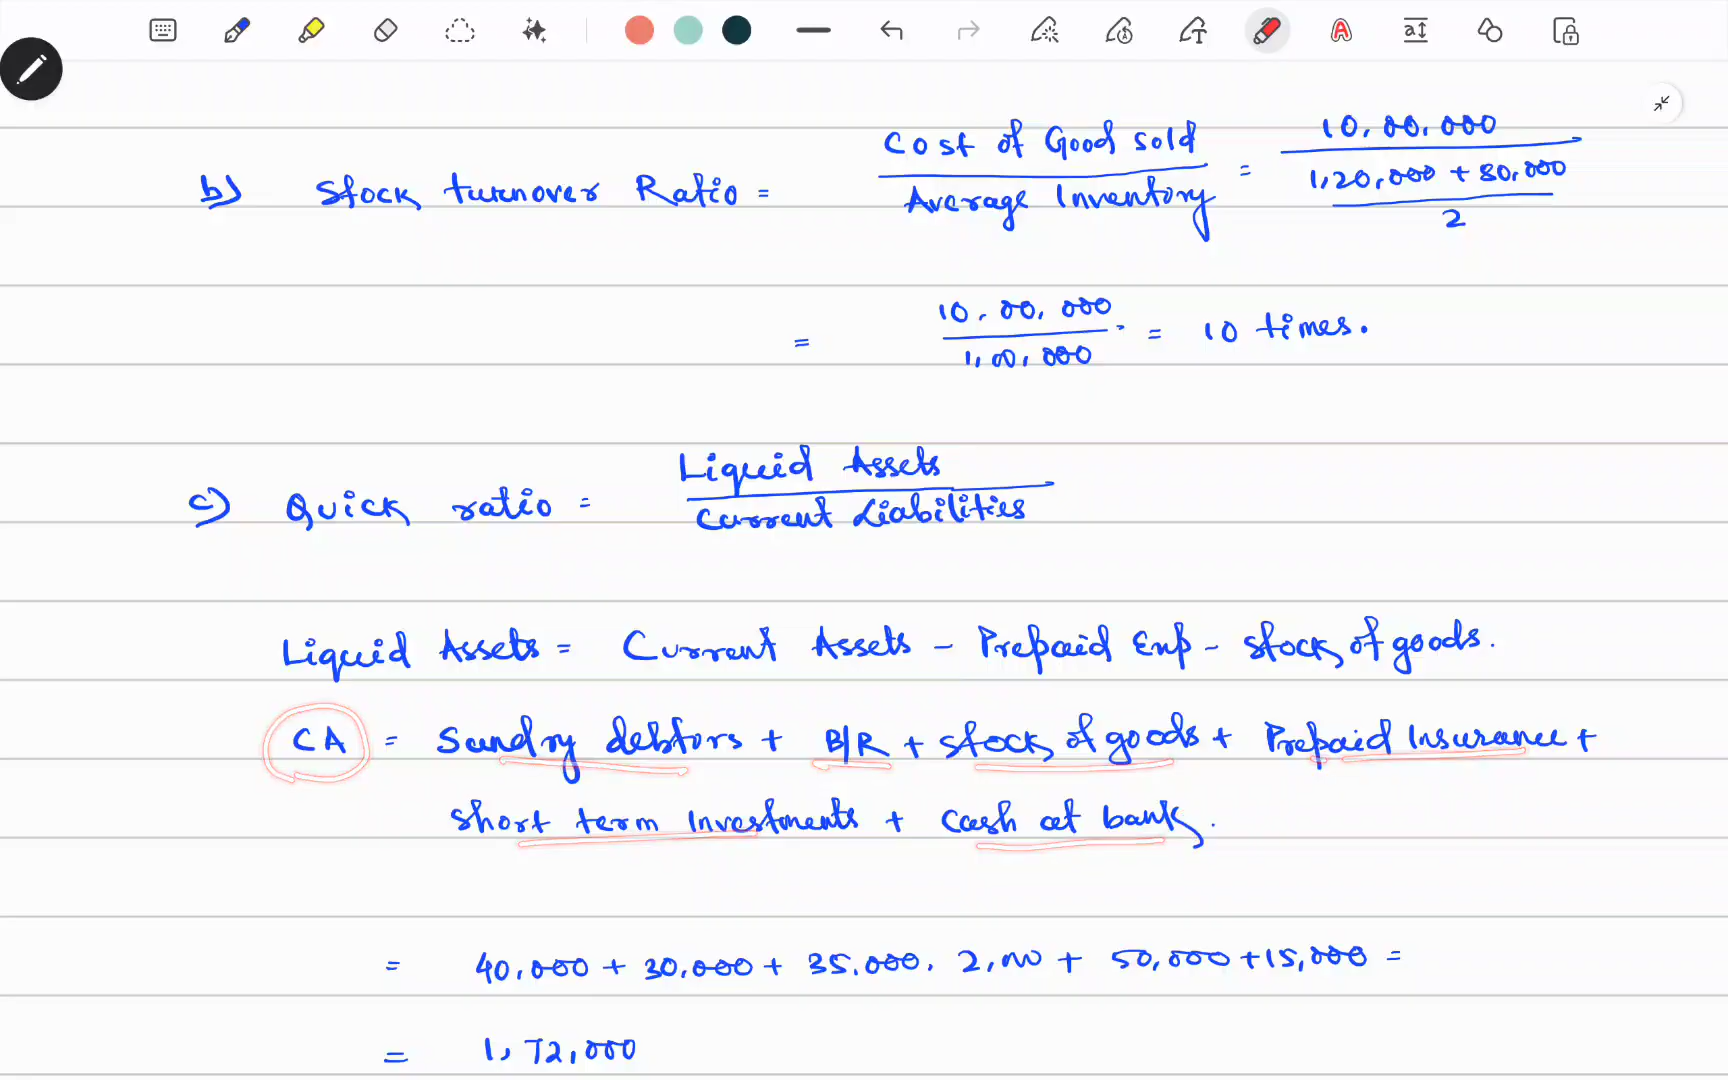 b) Stock turnover Ratio = Cost of Good sold / Average Inventory = 10,00,000 / (1,20,000 + 80,000 / 2)
= 10,00,000 / 1,00,000 = 10 times.
c) Quick ratio = Liquid Assets / Current Liabilities
Liquid Assets = Current Assets - Prepaid Exp - Stock of goods.
CA = Sundry debtors + B/R + Stock of goods + Prepaid Insurance +
Short term Investments + Cash at bank.
= 40,000 + 30,000 + 35,000. 2,000 + 50,000 + 15,000 =
= 1,72,000